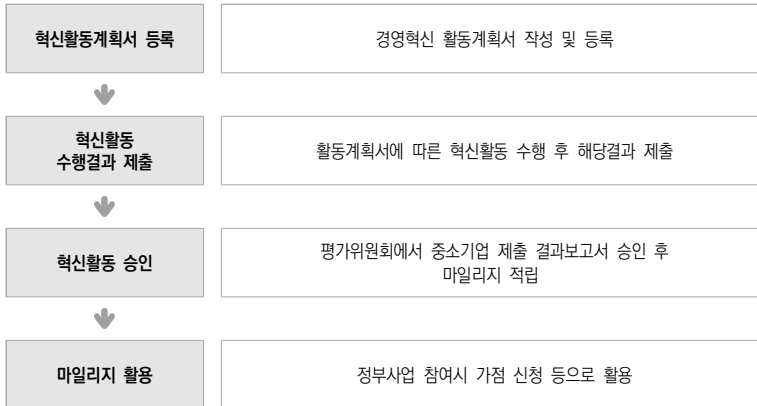 혁신활동계획서 등록
경영혁신 활동계획서 작성 및 등록
혁신활동
수행결과 제출
활동계획서에 따른 혁신활동 수행 후 해당결과 제출
혁신활동 승인
평가위원회에서 중소기업 제출 결과보고서 승인 후
마일리지 적립
마일리지 활용
정부사업 참여시 가점 신청 등으로 활용